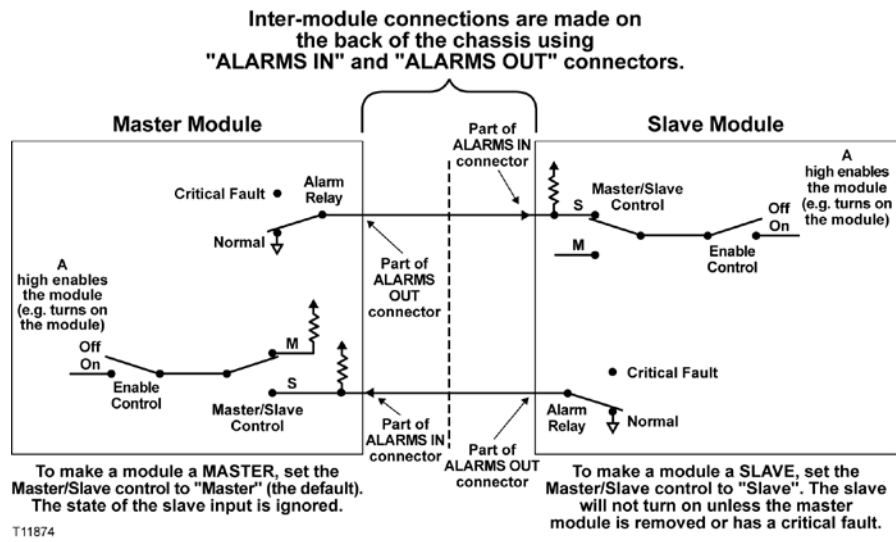 Inter-module connections are made on
the back of the chassis using
"ALARMS IN" and "ALARMS OUT" connectors.
Master Module
Slave Module
Part of
ALARMS IN
connector
Critical Fault
Alarm
Relay
Normal
Part of
ALARMS
OUT
connector
A
high enables
the module
(e.g. turns on
the module)
Off
On
Enable
Control
M
S
Master/Slave
Control
Part of
ALARMS IN
connector
Part of
ALARMS OUT
connector
S
Master/Slave
Control
M
A
high enables
the module
(e.g. turns on
the module)
Off
On
Enable
Control
Critical Fault
Alarm
Relay
Normal
To make a module a MASTER, set the
Master/Slave control to "Master" (the default).
The state of the slave input is ignored.
To make a module a SLAVE, set the
Master/Slave control to "Slave". The slave
will not turn on unless the master
module is removed or has a critical fault.
T11874